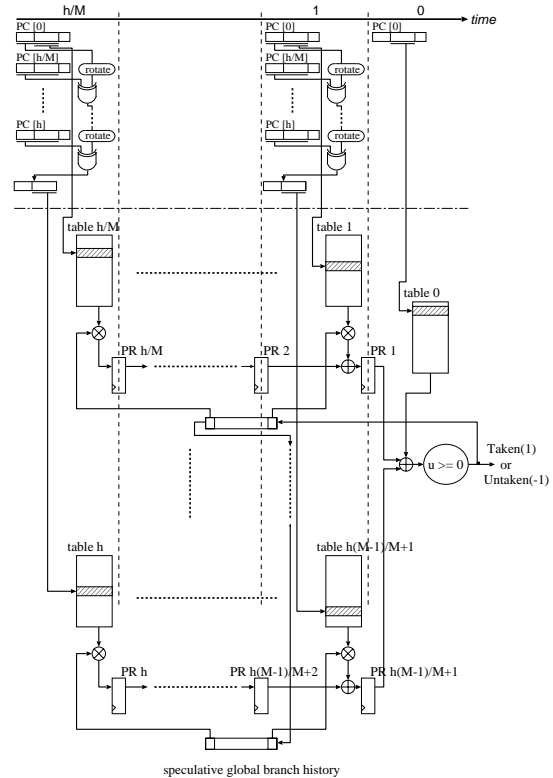 h/M 1 0
time
PC [0] PC [0] PC [0]
PC [h/M] PC [h/M]
rotate rotate
PC [h] PC [h]
rotate rotate
table h/M table 1
table 0
PR h/M PR 2 PR 1
u >= 0
Taken(1)
or
Untaken(-1)
table h table h(M-1)/M+1
PR h PR h(M-1)/M+2 PR h(M-1)/M+1
speculative global branch history